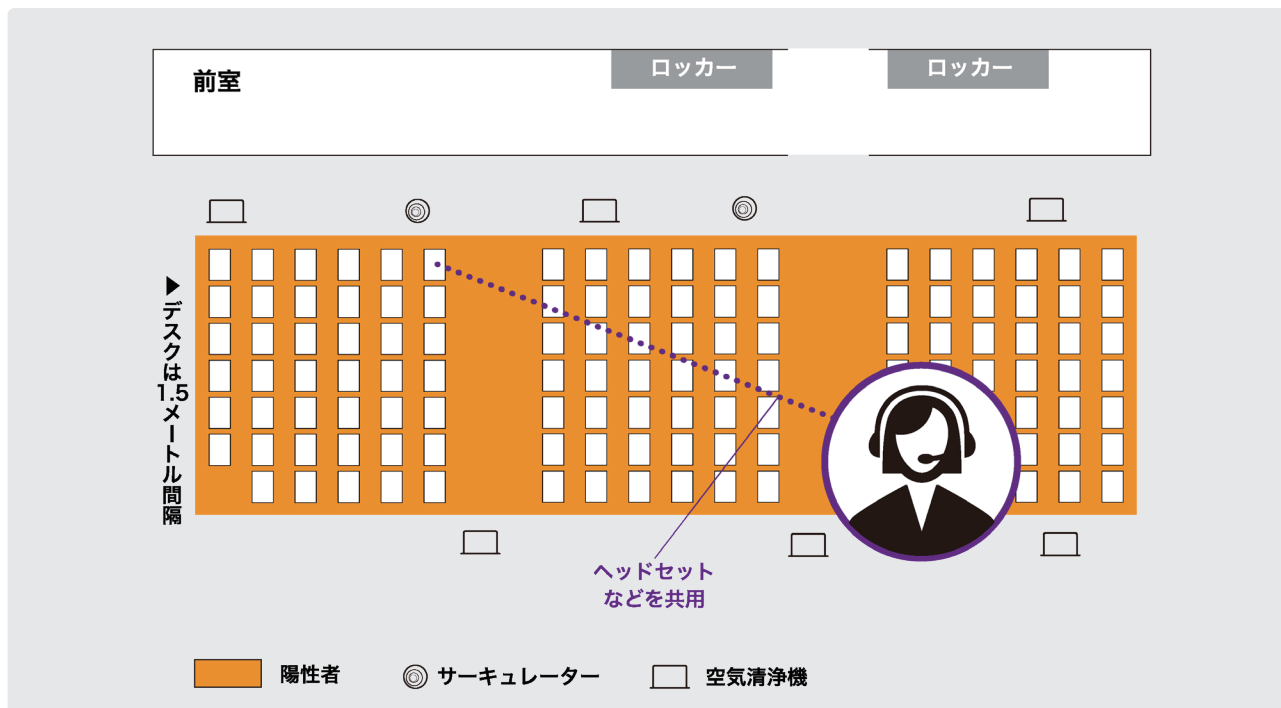 前室
ロッカー
ロッカー
▶デスクは1.5メートル間隔
ヘッドセット
などを共用
陽性者
サーキュレーター
空気清浄機